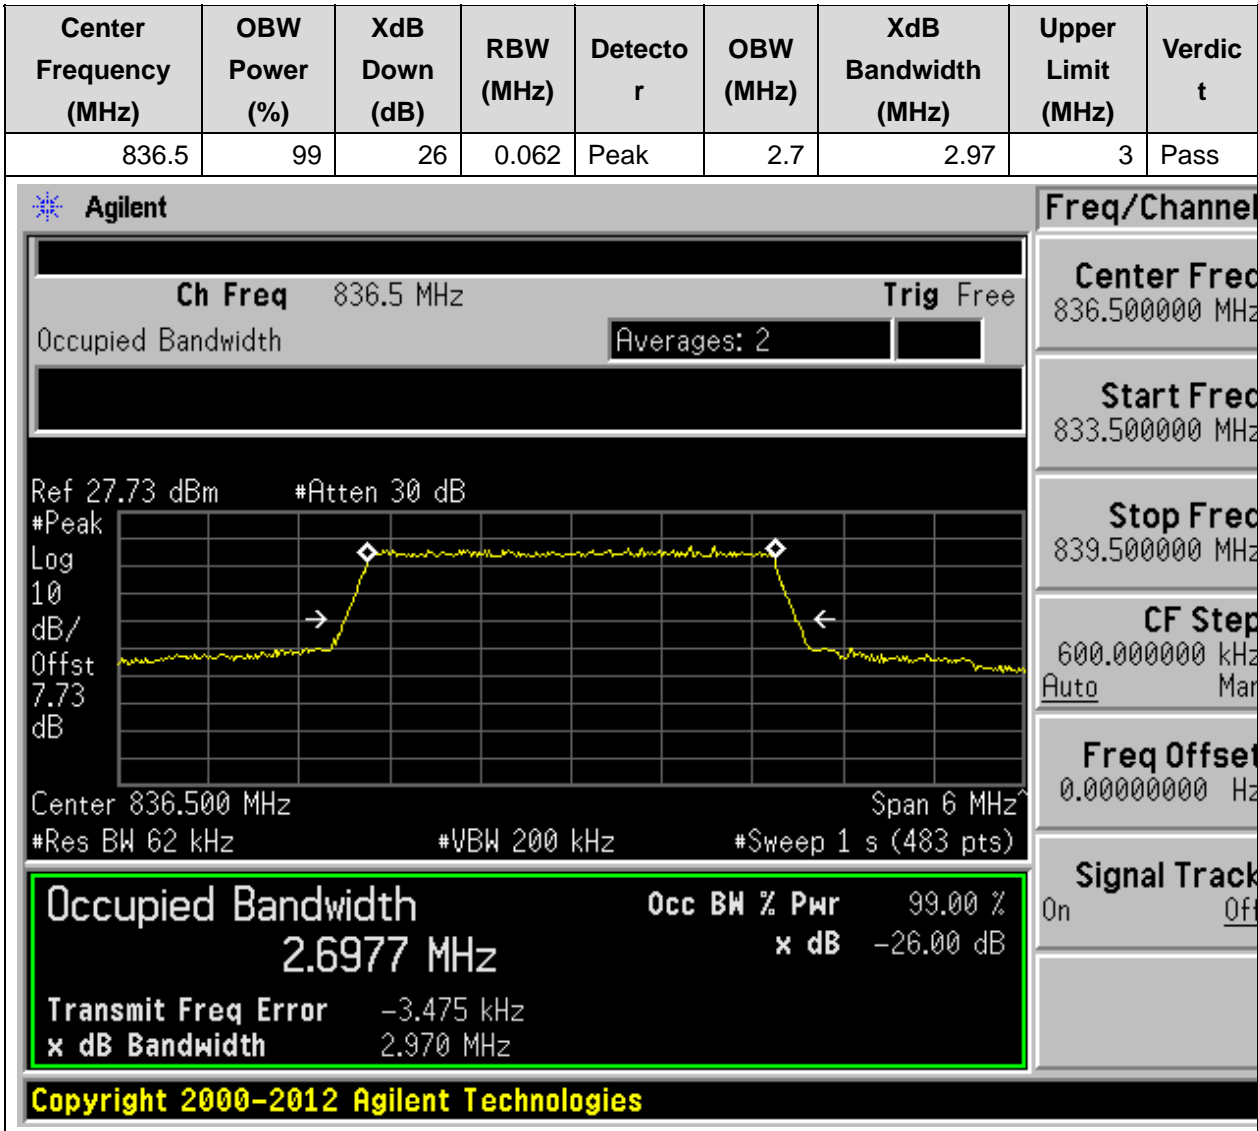 Center Frequency (MHz) OBW Power (%) XdB Down (dB) RBW (MHz) Detecto r OBW (MHz) XdB Bandwidth (MHz) Upper Limit (MHz) Verdic t
836.5 99 26 0.062 Peak 2.7 2.97 3 Pass
Agilent
Freq/Channel
Ch Freq 836.5 MHz Trig Free
Occupied Bandwidth Averages: 2
Center Freq
836.500000 MHz
Start Freq
833.500000 MHz
Stop Freq
839.500000 MHz
CF Step
600.000000 kHz
Auto Man
Freq Offset
0.00000000 Hz
Signal Track
On Off
Ref 27.73 dBm #Atten 30 dB
#Peak
Log
10
dB/
Offst
7.73
dB
Center 836.500 MHz Span 6 MHz^
#Res BW 62 kHz #VBW 200 kHz #Sweep 1 s (483 pts)
Occupied Bandwidth Occ BW % Pwr 99.00 %
2.6977 MHz x dB -26.00 dB
Transmit Freq Error -3.475 kHz
x dB Bandwidth 2.970 MHz
Copyright 2000-2012 Agilent Technologies